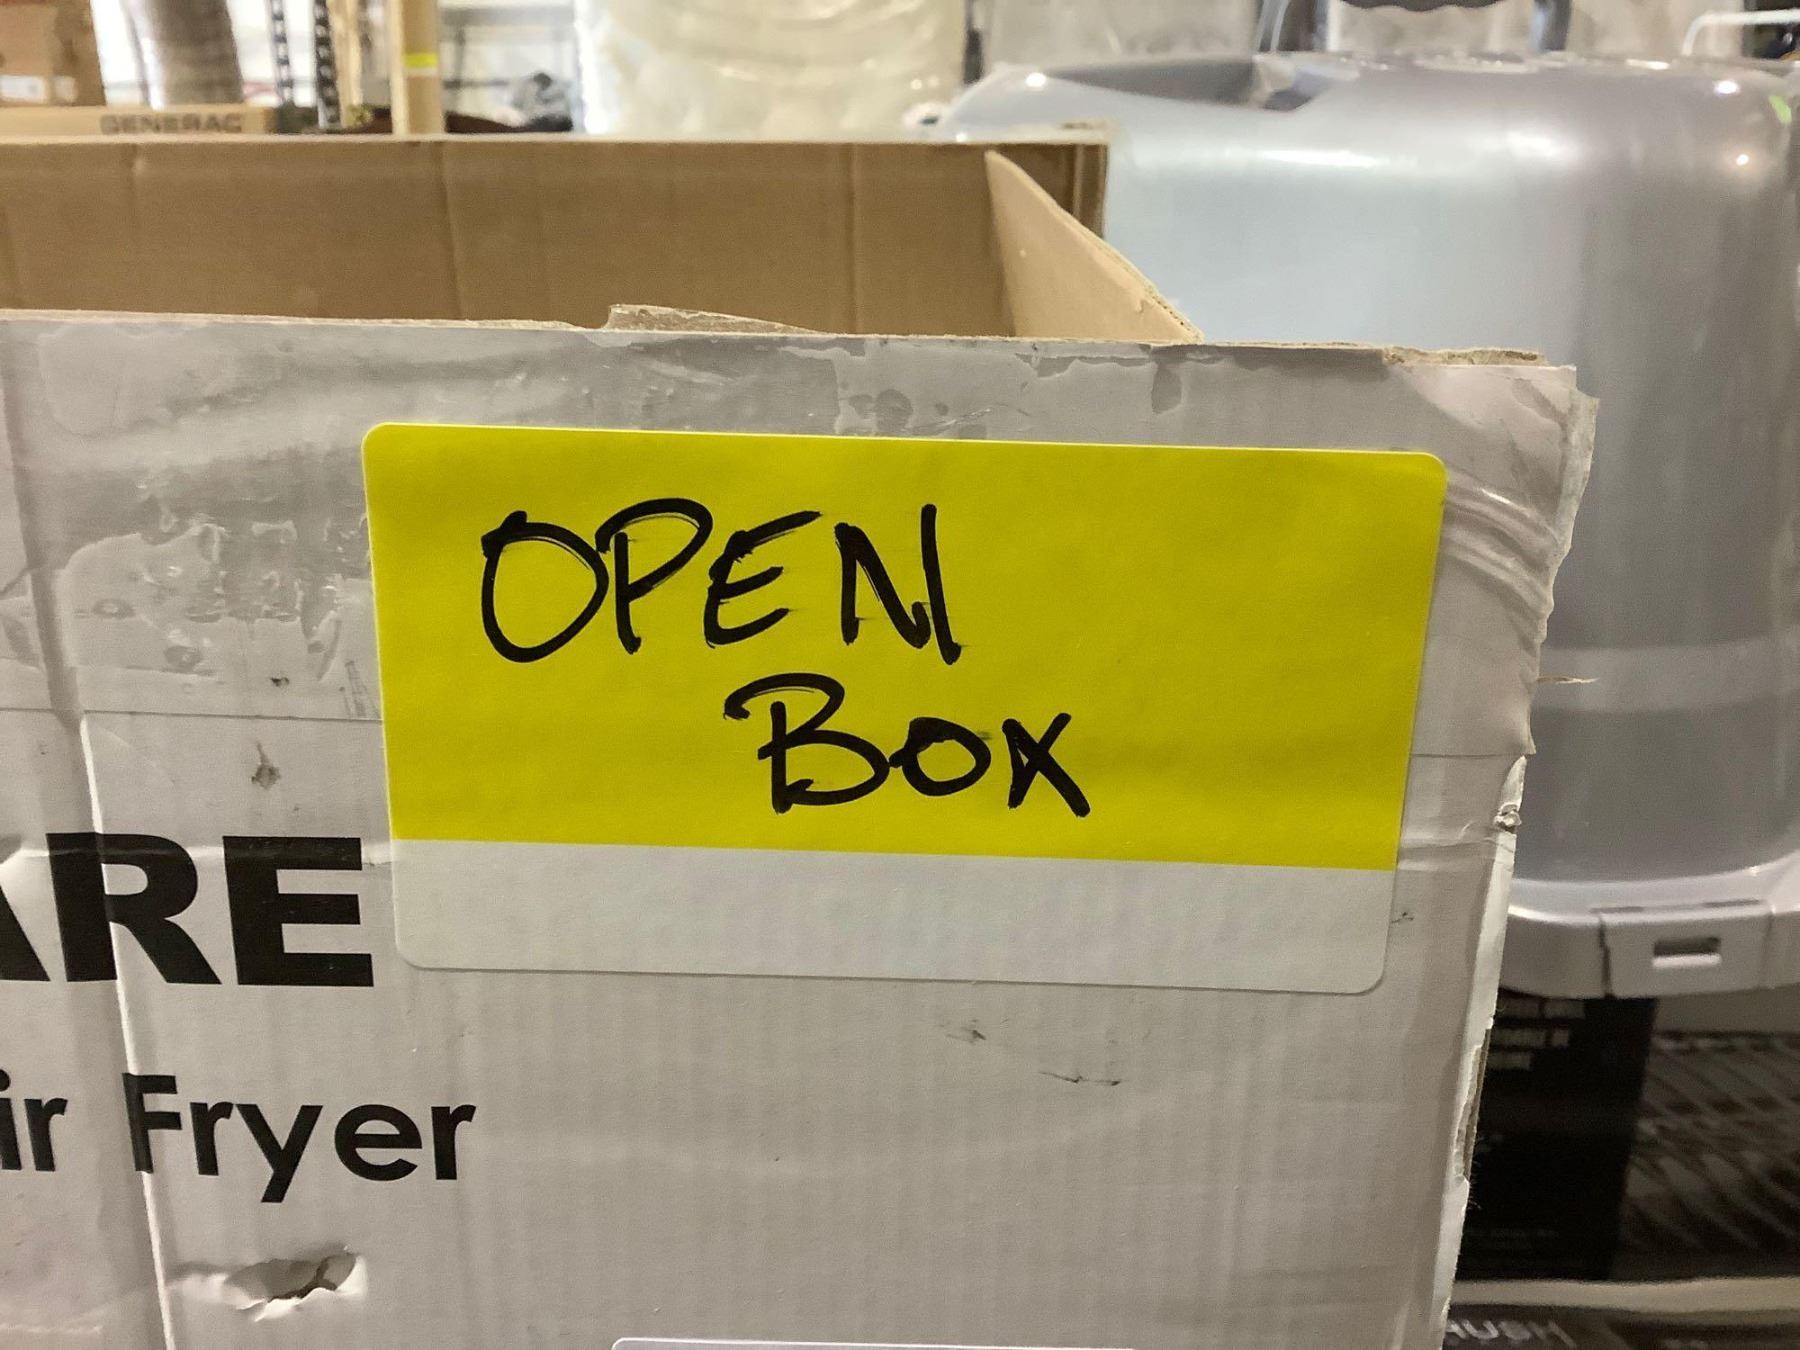 GENERAC
OPEN
BOX
ARE
ir Fryer